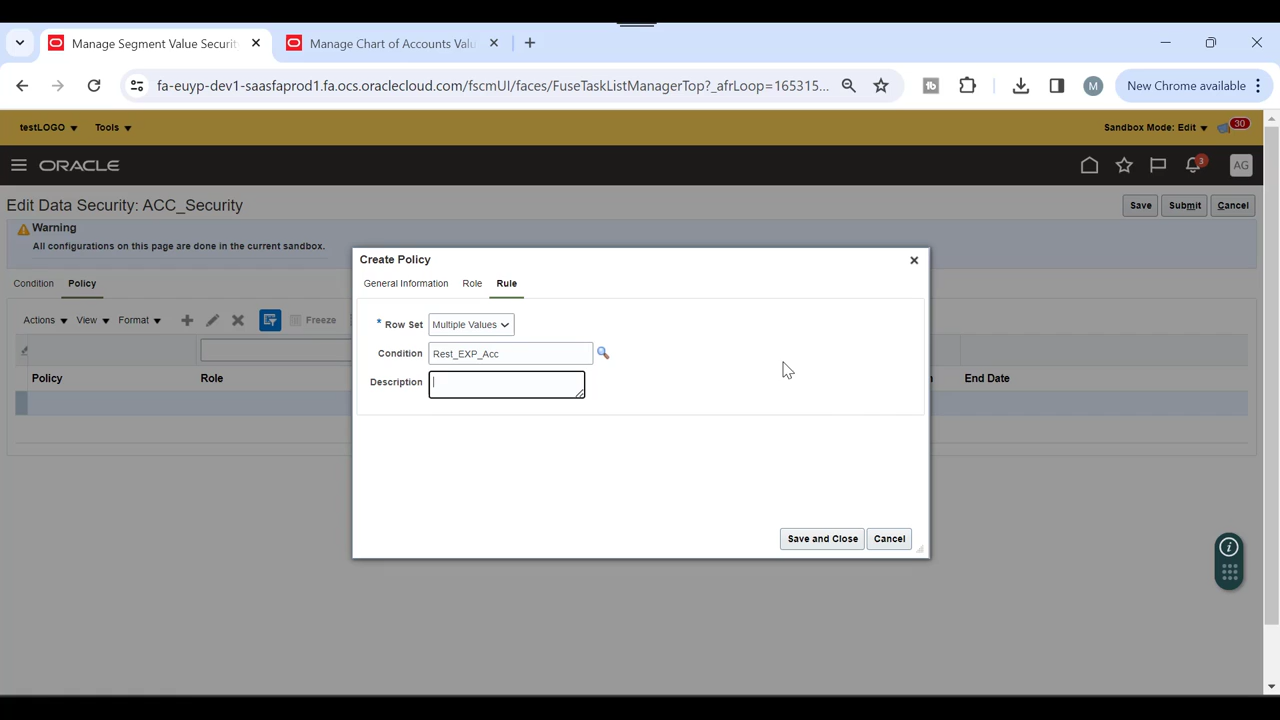 Manage Segment Value Securit
Manage Chart of Accounts Valu
fa-euyp-dev1-saasfaprod1.fa.ocs.oraclecloud.com/fscmUI/faces/FuseTaskListManagerTop?_afrLoop=165315...
M
New Chrome available
testLOGO
Tools
Sandbox Mode: Edit
30
ORACLE
3
AG
Edit Data Security: ACC_Security
Save
Submit
Cancel
Warning
All configurations on this page are done in the current sandbox.
Condition
Policy
Actions
View
Format
Freeze
Policy
Role
End Date
Create Policy
General Information
Role
Rule
* Row Set
Multiple Values
Condition
Rest_EXP_Acc
Description
Save and Close
Cancel